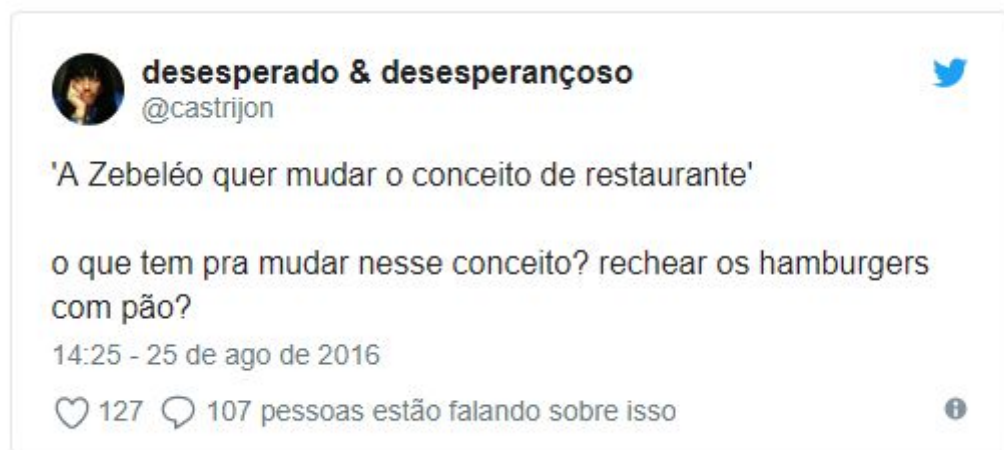 desesperado & desesperançoso
@castrijon
'A Zebeléo quer mudar o conceito de restaurante'
o que tem pra mudar nesse conceito? rechear os hamburgers
com pão?
14:25 - 25 de ago de 2016
127 107 pessoas estão falando sobre isso